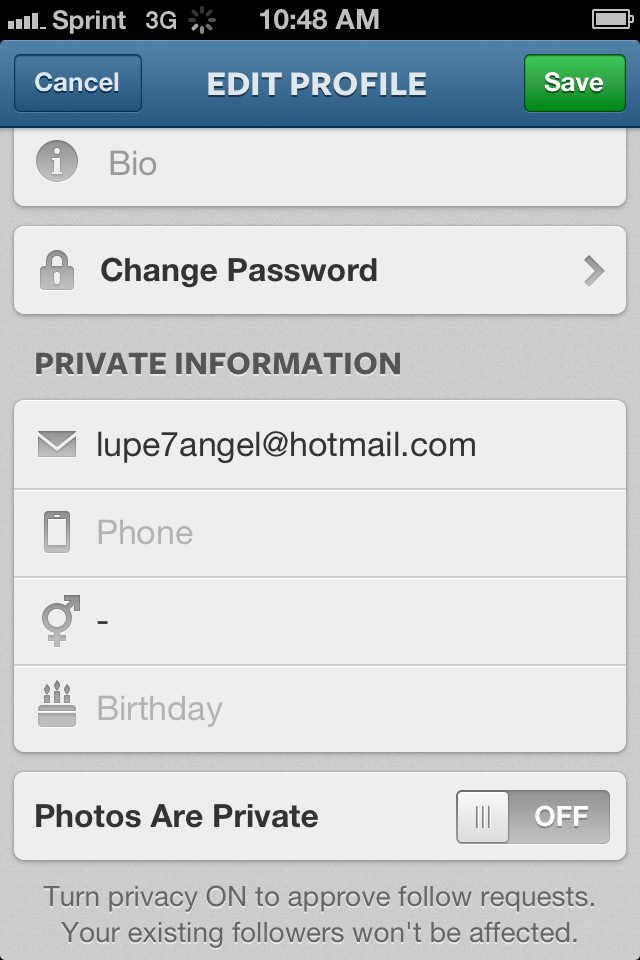 Sprint 3G 10:48 AM
Cancel EDIT PROFILE Save
Bio
Change Password
PRIVATE INFORMATION
lupe7angel@hotmail.com
Phone
-
Birthday
Photos Are Private OFF
Turn privacy ON to approve follow requests.
Your existing followers won't be affected.